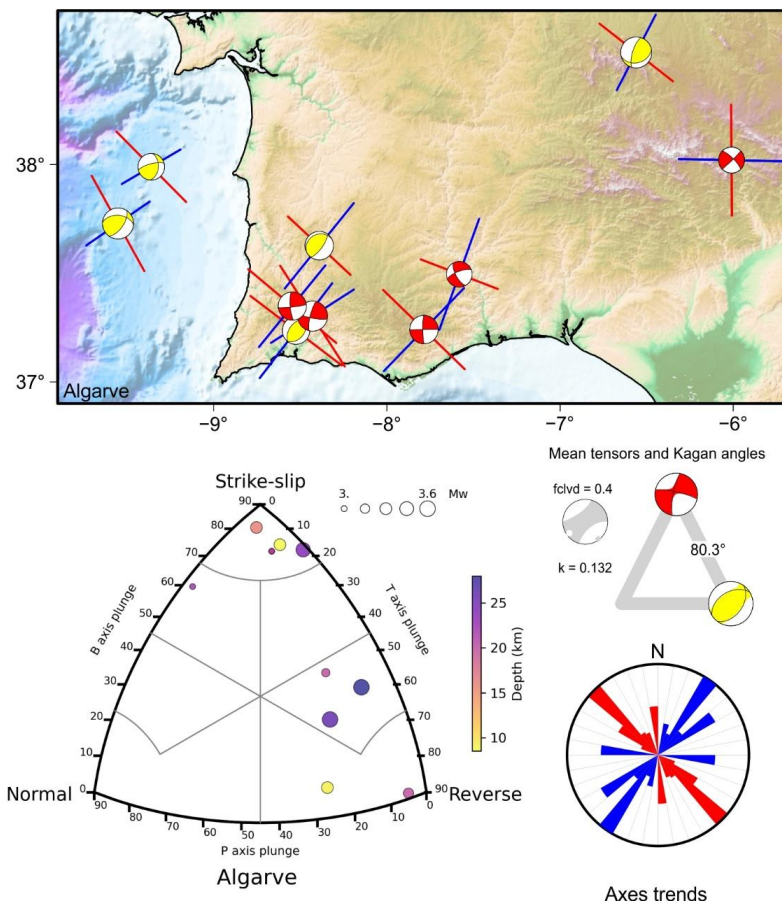 38°
37°
Algarve
−9°
−8°
−7°
−6°
Mean tensors and Kagan angles
fclvd = 0.4
k = 0.132
80.3°
Strike-slip
3.
3.6
Mw
90
80
70
60
50
40
30
20
10
0
B axis plunge
0
10
20
30
40
50
60
70
80
90
T axis plunge
90
80
70
60
50
40
30
20
10
0
P axis plunge
Normal
Reverse
Algarve
25
20
15
10
Depth (km)
N
Axes trends